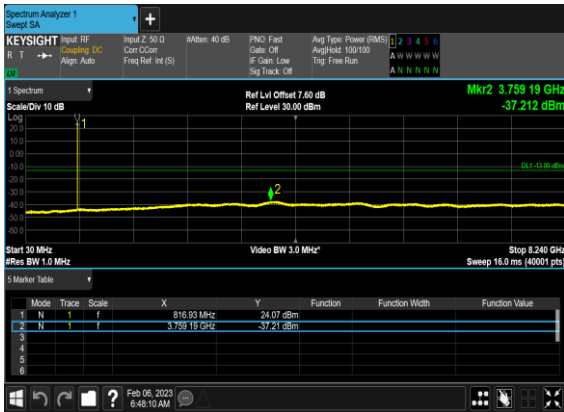 Spectrum Analyzer 1
Swept SA
+
KEYSIGHT Input: RF Input Z: 50 Ω #Atten: 40 dB PNO: Fast Avg Type: Power (RMS) 1 2 3 4 5 6
R T Coupling: DC Corr CCorr Gate: Off Avg|Hold: 100/100 A W W W W W
Align: Auto Freq Ref: Int (S) IF Gain: Low Trig: Free Run
LW Sig Track: Off A N N N N N
1 Spectrum Ref Lvl Offset 7.60 dB Mkr2 3.759 19 GHz
Scale/Div 10 dB Ref Level 30.00 dBm -37.212 dBm
Log
20.0
10.0
0.00
-10.0
-20.0
-30.0
-40.0
-50.0
-60.0
1
DL1 -13.00 dBm
2
Start 30 MHz Video BW 3.0 MHz* Stop 8.240 GHz
#Res BW 1.0 MHz Sweep 16.0 ms (40001 pts)
5 Marker Table
Mode Trace Scale X Y Function Function Width Function Value
1 N 1 f 816.93 MHz 24.07 dBm
2 N 1 f 3.759 19 GHz -37.21 dBm
3
4
5
6
? Feb 06, 2023
6:48:10 AM